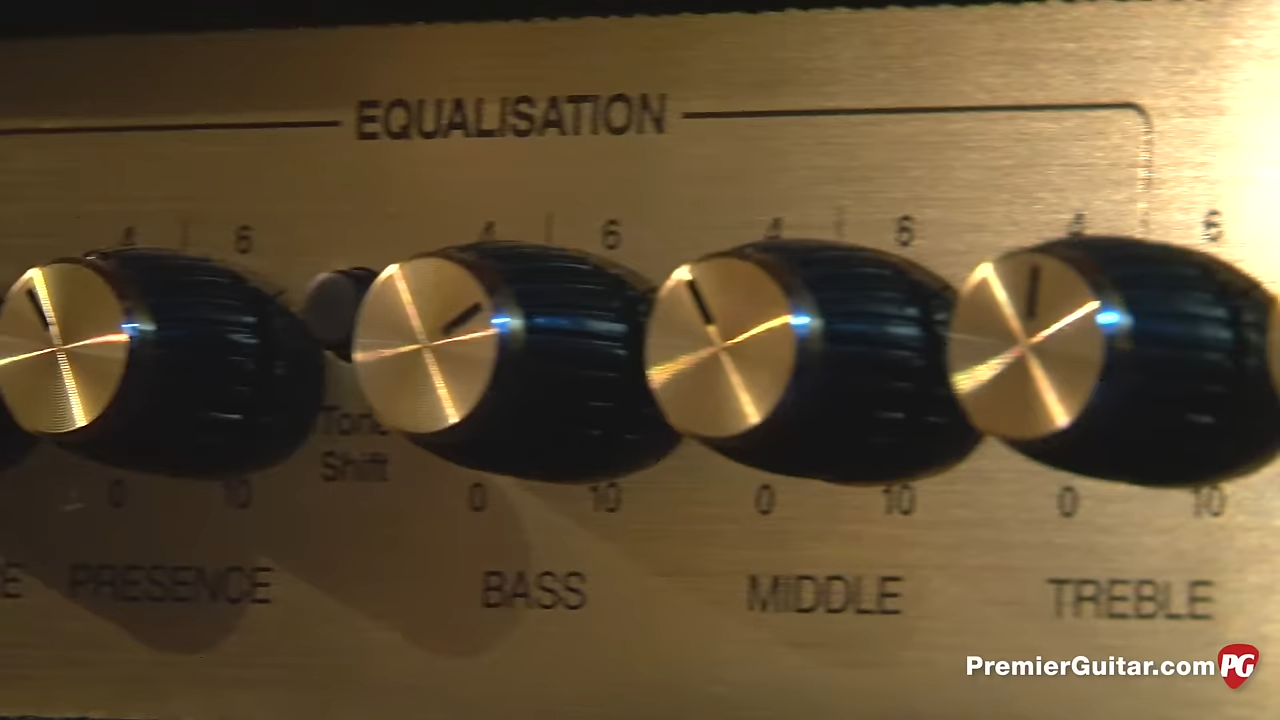 EQUALISATION
4 6 4 6 4 6 4 6
Tone
Shift
0 10 0 10 0 10 0 10
E PRESENCE BASS MIDDLE TREBLE
PremierGuitar.com PG